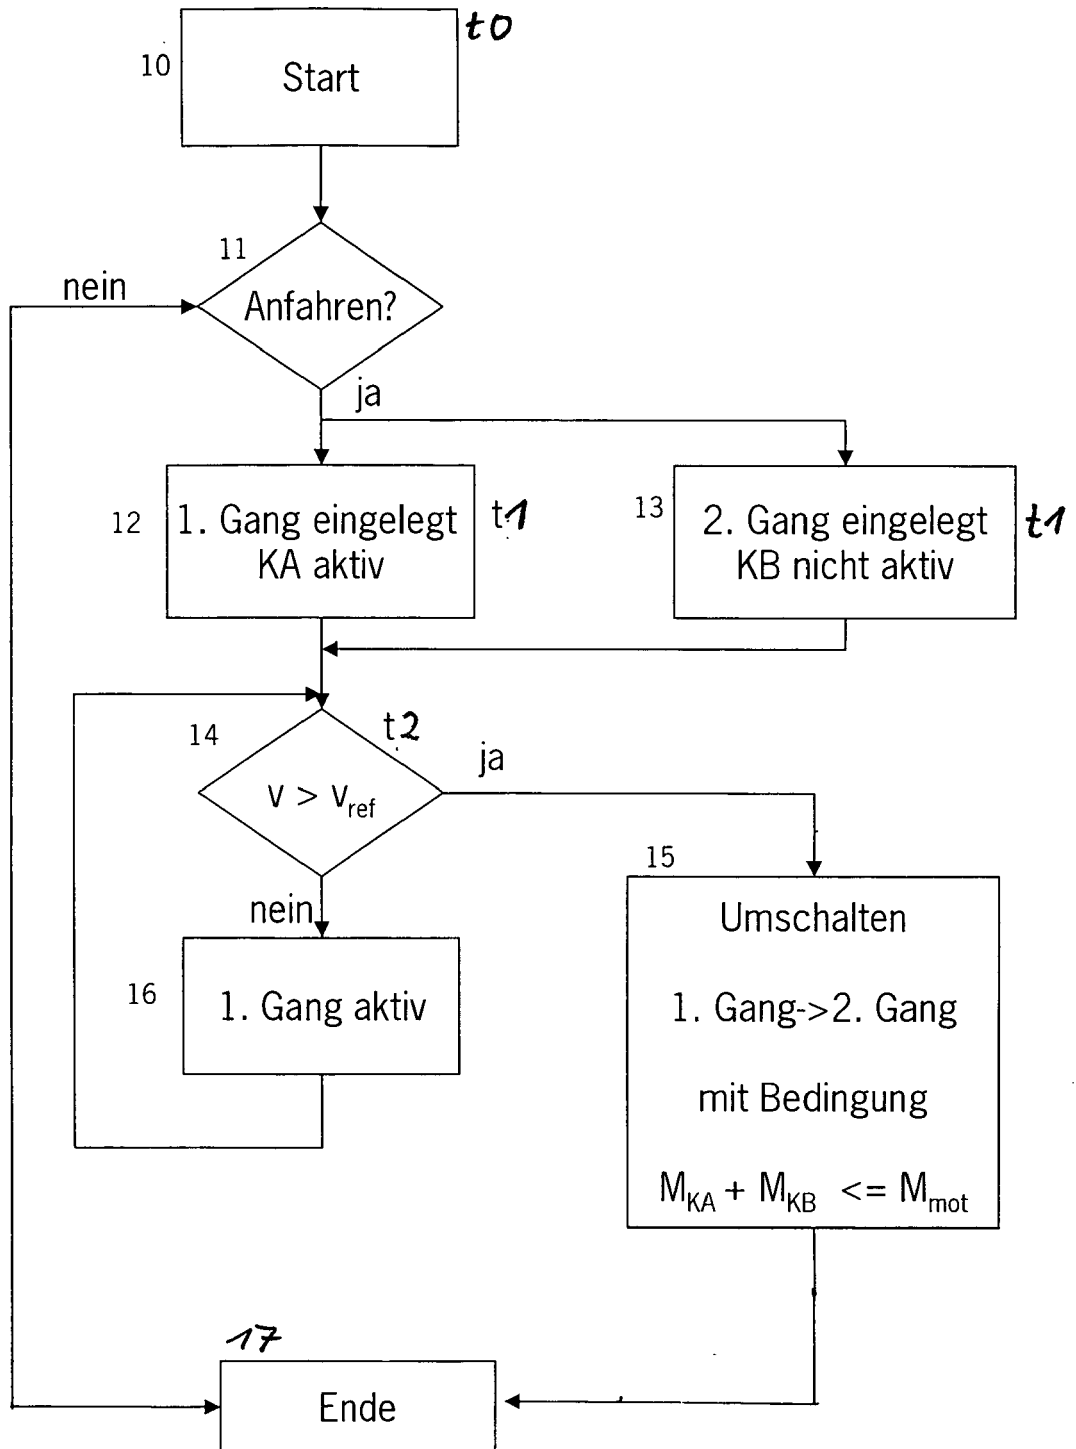 t0
10
Start
11
nein
Anfahren?
ja
12
1. Gang eingelegt
KA aktiv
t1
13
2. Gang eingelegt
KB nicht aktiv
t1
14
t2
V > Vref
ja
nein
15
Umschalten
1. Gang->2. Gang
mit Bedingung
MKA + MKB <= Mmot
16
1. Gang aktiv
17
Ende